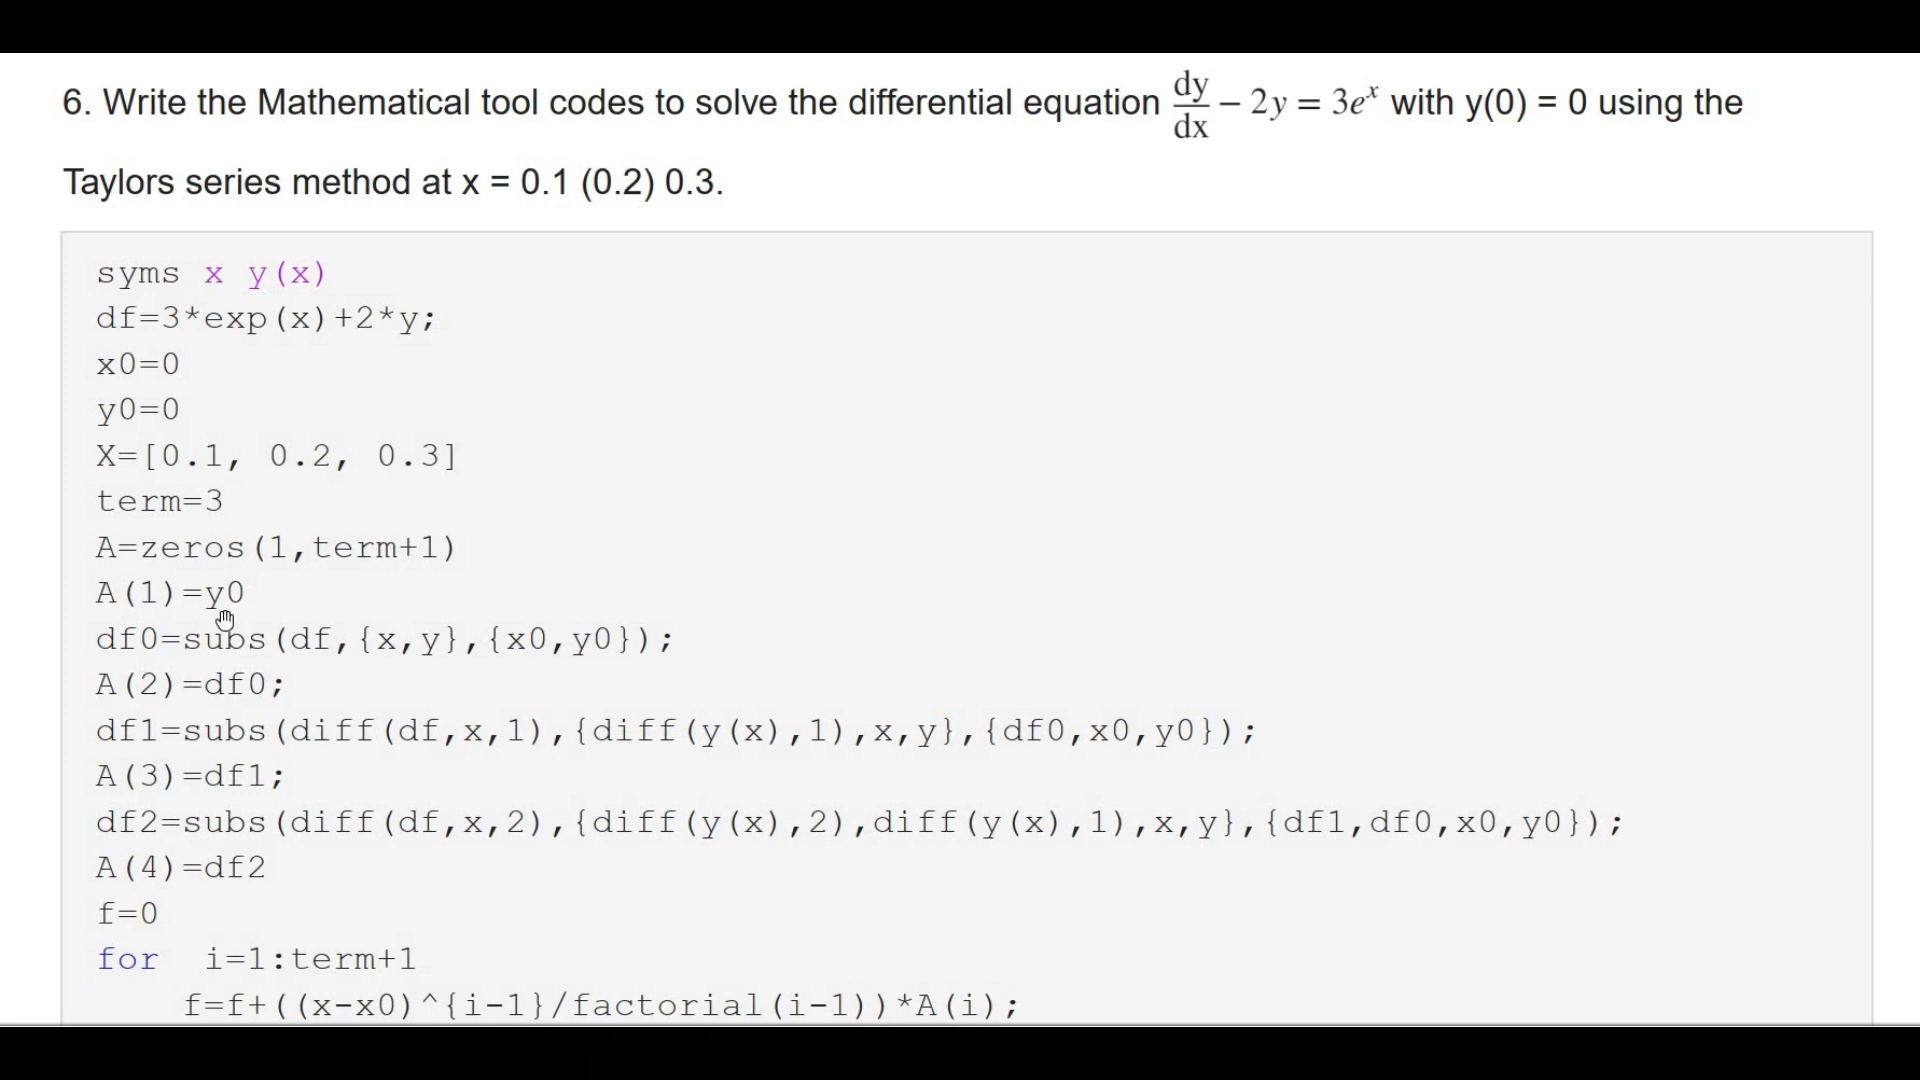 6. Write the Mathematical tool codes to solve the differential equation dy/dx − 2y = 3e^x with y(0) = 0 using the
Taylors series method at x = 0.1 (0.2) 0.3.
syms x y(x)
df=3*exp(x)+2*y;
x0=0
y0=0
X=[0.1, 0.2, 0.3]
term=3
A=zeros(1,term+1)
A(1)=y0
df0=subs(df,{x,y},{x0,y0});
A(2)=df0;
df1=subs(diff(df,x,1),{diff(y(x),1),x,y},{df0,x0,y0});
A(3)=df1;
df2=subs(diff(df,x,2),{diff(y(x),2),diff(y(x),1),x,y},{df1,df0,x0,y0});
A(4)=df2
f=0
for  i=1:term+1
    f=f+((x-x0)^{i-1}/factorial(i-1))*A(i);